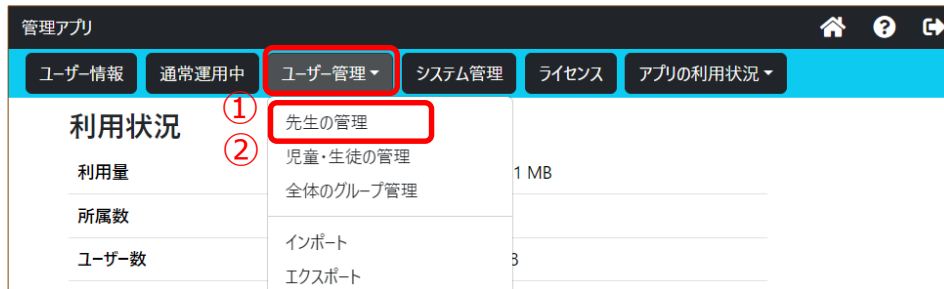 管理アプリ
ユーザー情報 通常運用中 ユーザー管理 システム管理 ライセンス アプリの利用状況
①
先生の管理
利用状況
②
児童・生徒の管理
利用量
1 MB
全体のグループ管理
所属数
インポート
ユーザー数
エクスポート